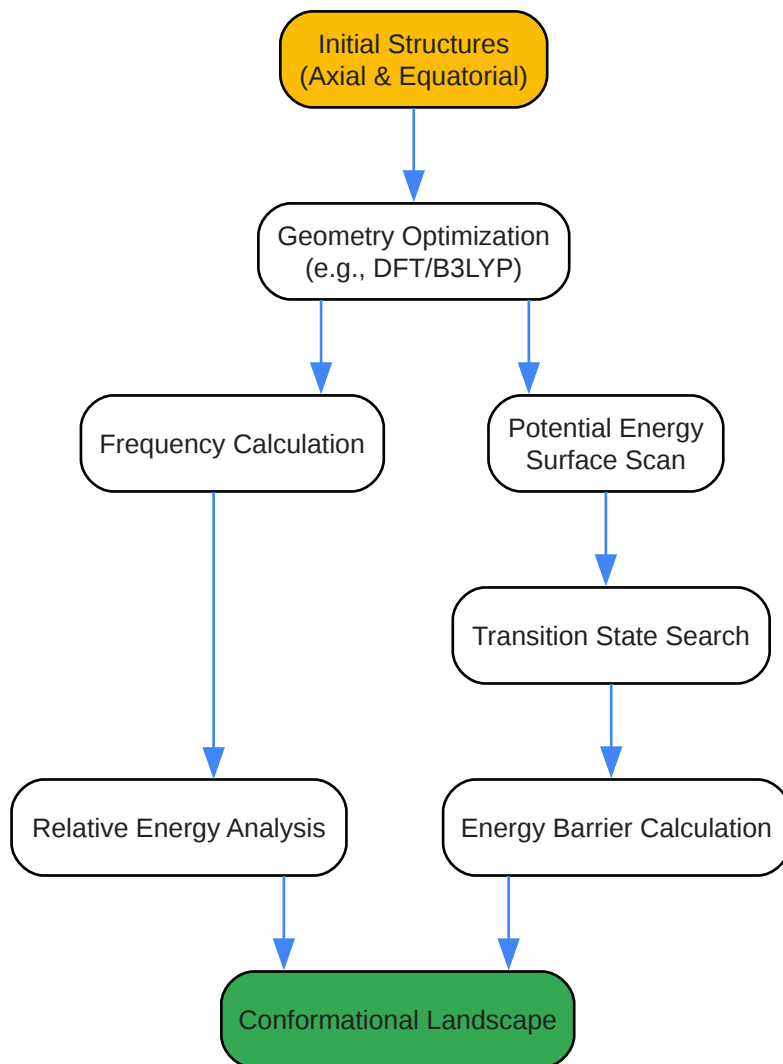 Initial Structures
(Axial & Equatorial)
Geometry Optimization
(e.g., DFT/B3LYP)
Frequency Calculation
Potential Energy
Surface Scan
Transition State Search
Relative Energy Analysis
Energy Barrier Calculation
Conformational Landscape